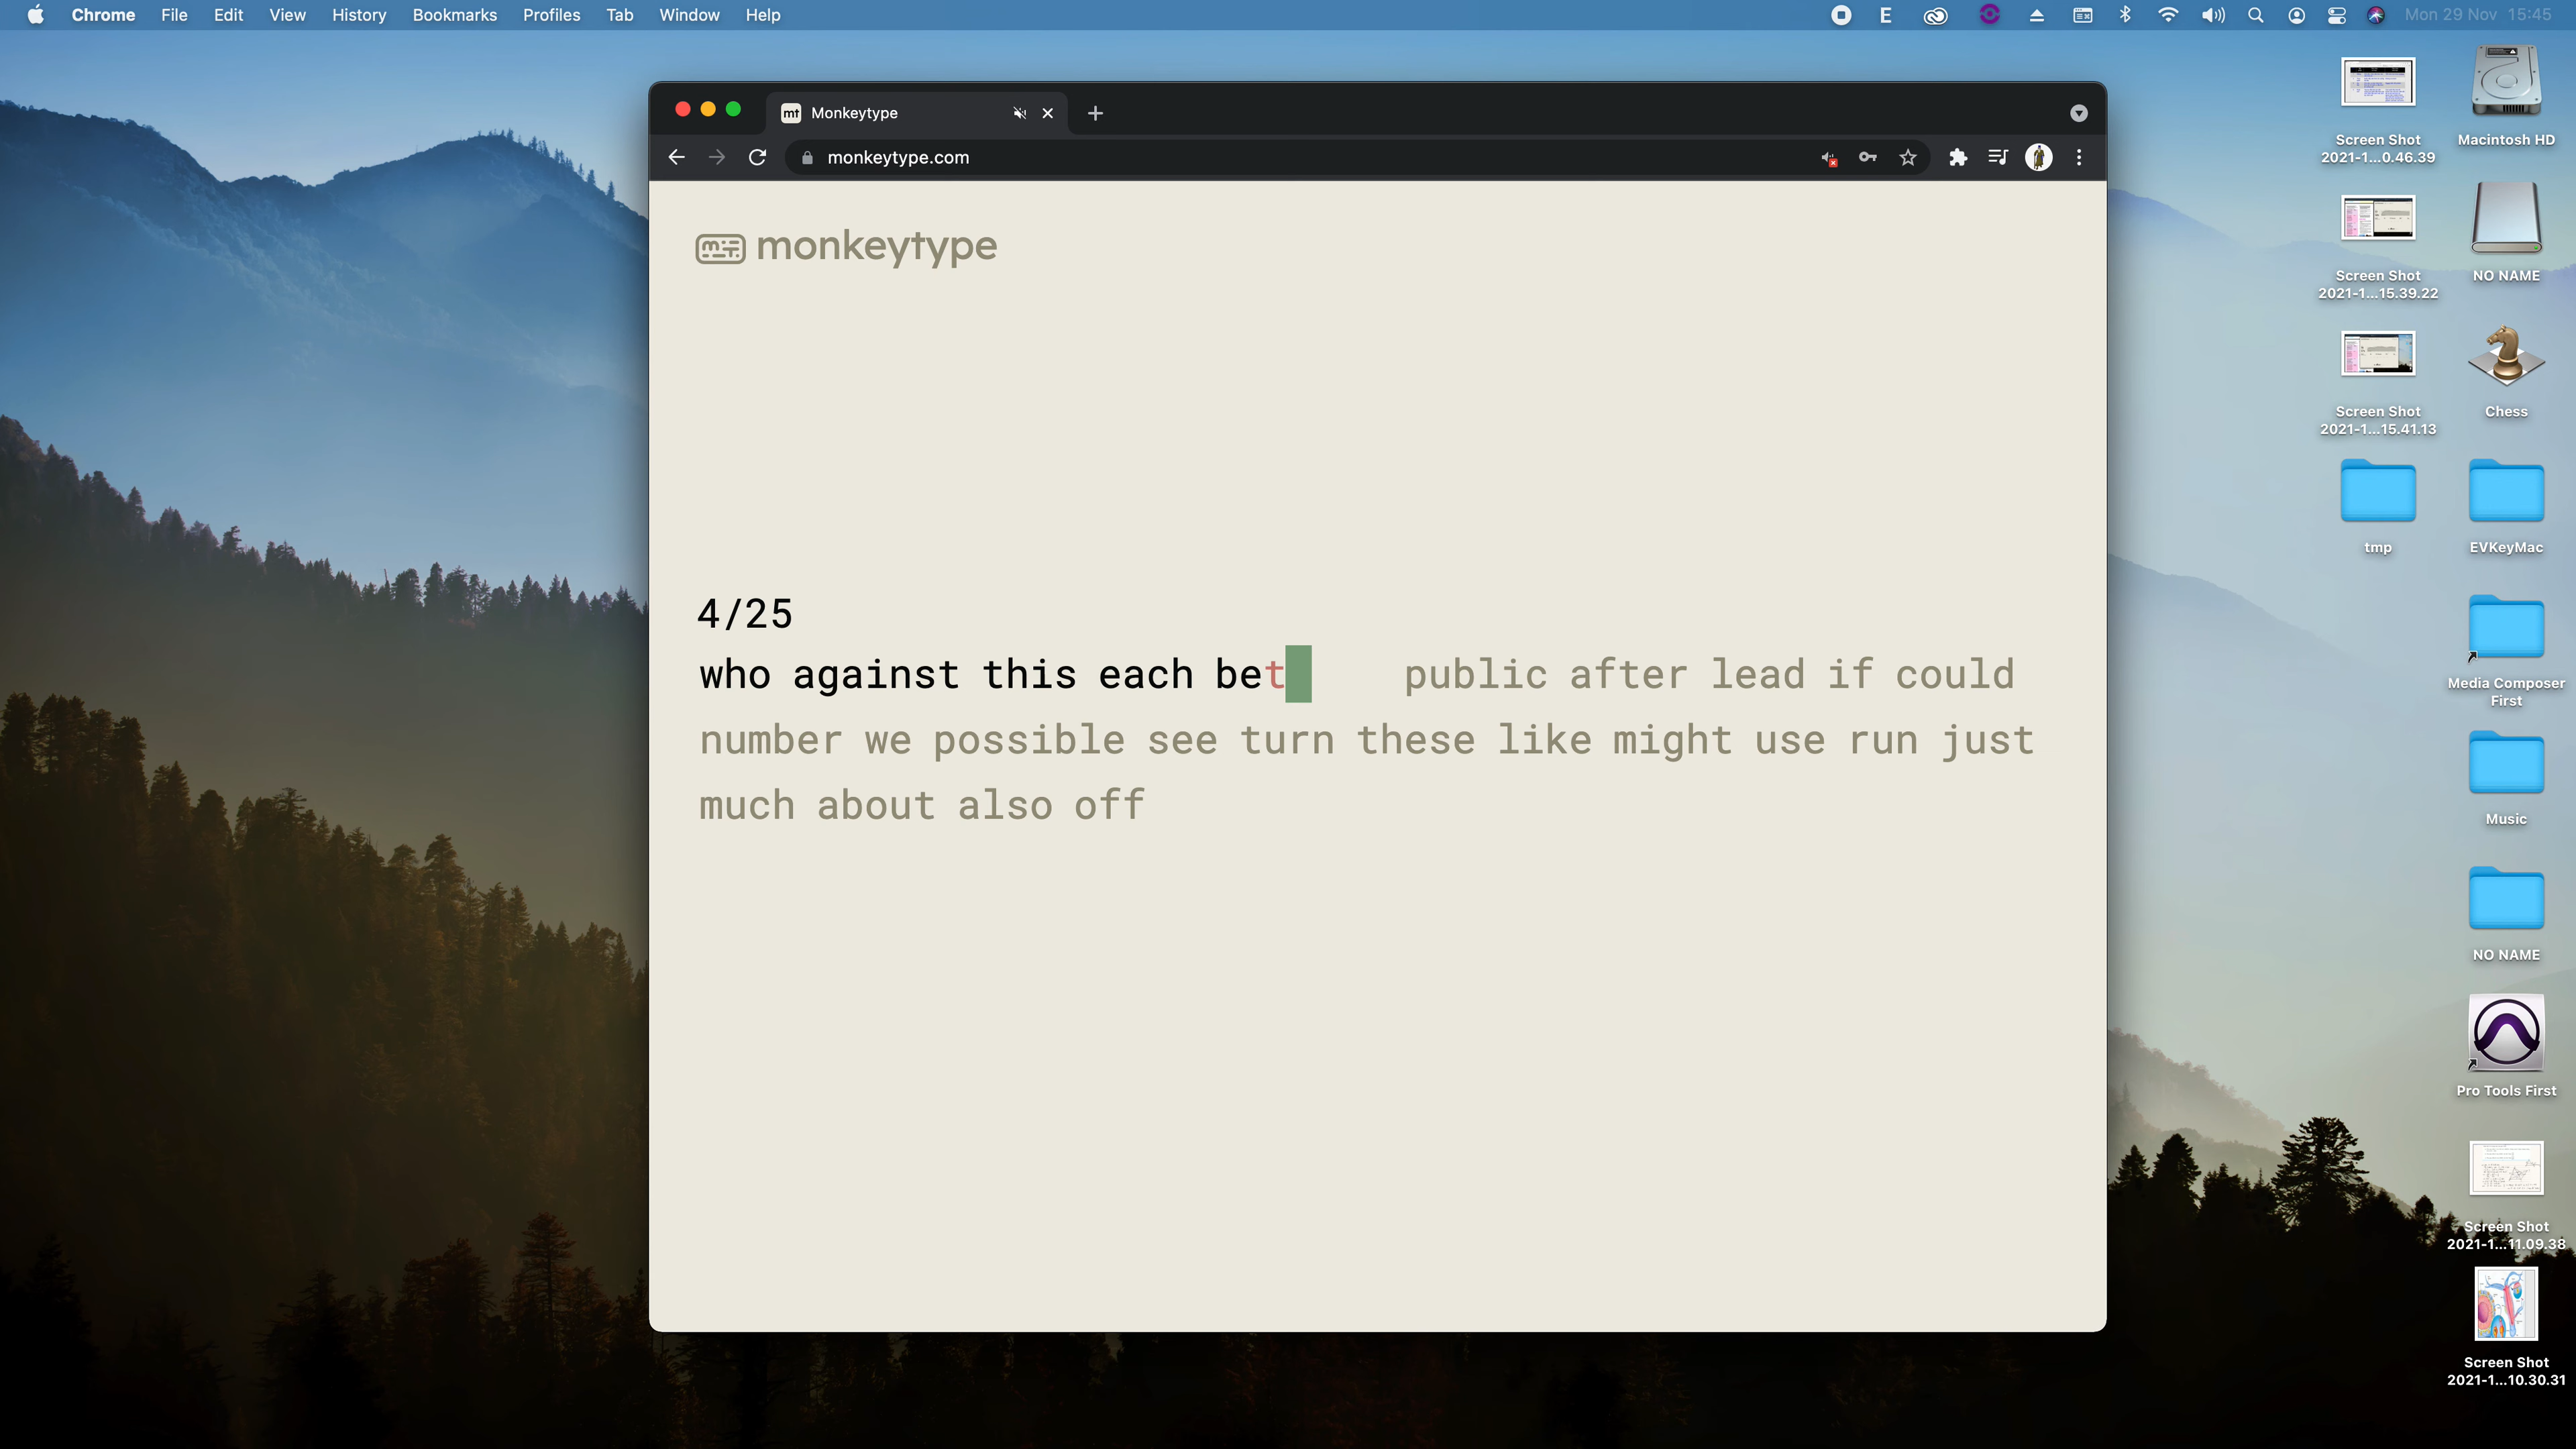 Chrome File Edit View History Bookmarks Profiles Tab Window Help
E
Mon 29 Nov 15:45
mt Monkeytype
monkeytype.com
monkeytype
4/25
who against this each bet public after lead if could
number we possible see turn these like might use run just
much about also off
Screen Shot
2021-1...0.46.39
Macintosh HD
Screen Shot
2021-1...15.39.22
NO NAME
Screen Shot
2021-1...15.41.13
Chess
tmp
EVKeyMac
Media Composer
First
Music
NO NAME
Pro Tools First
Screen Shot
2021-1...11.09.38
Screen Shot
2021-1...10.30.31